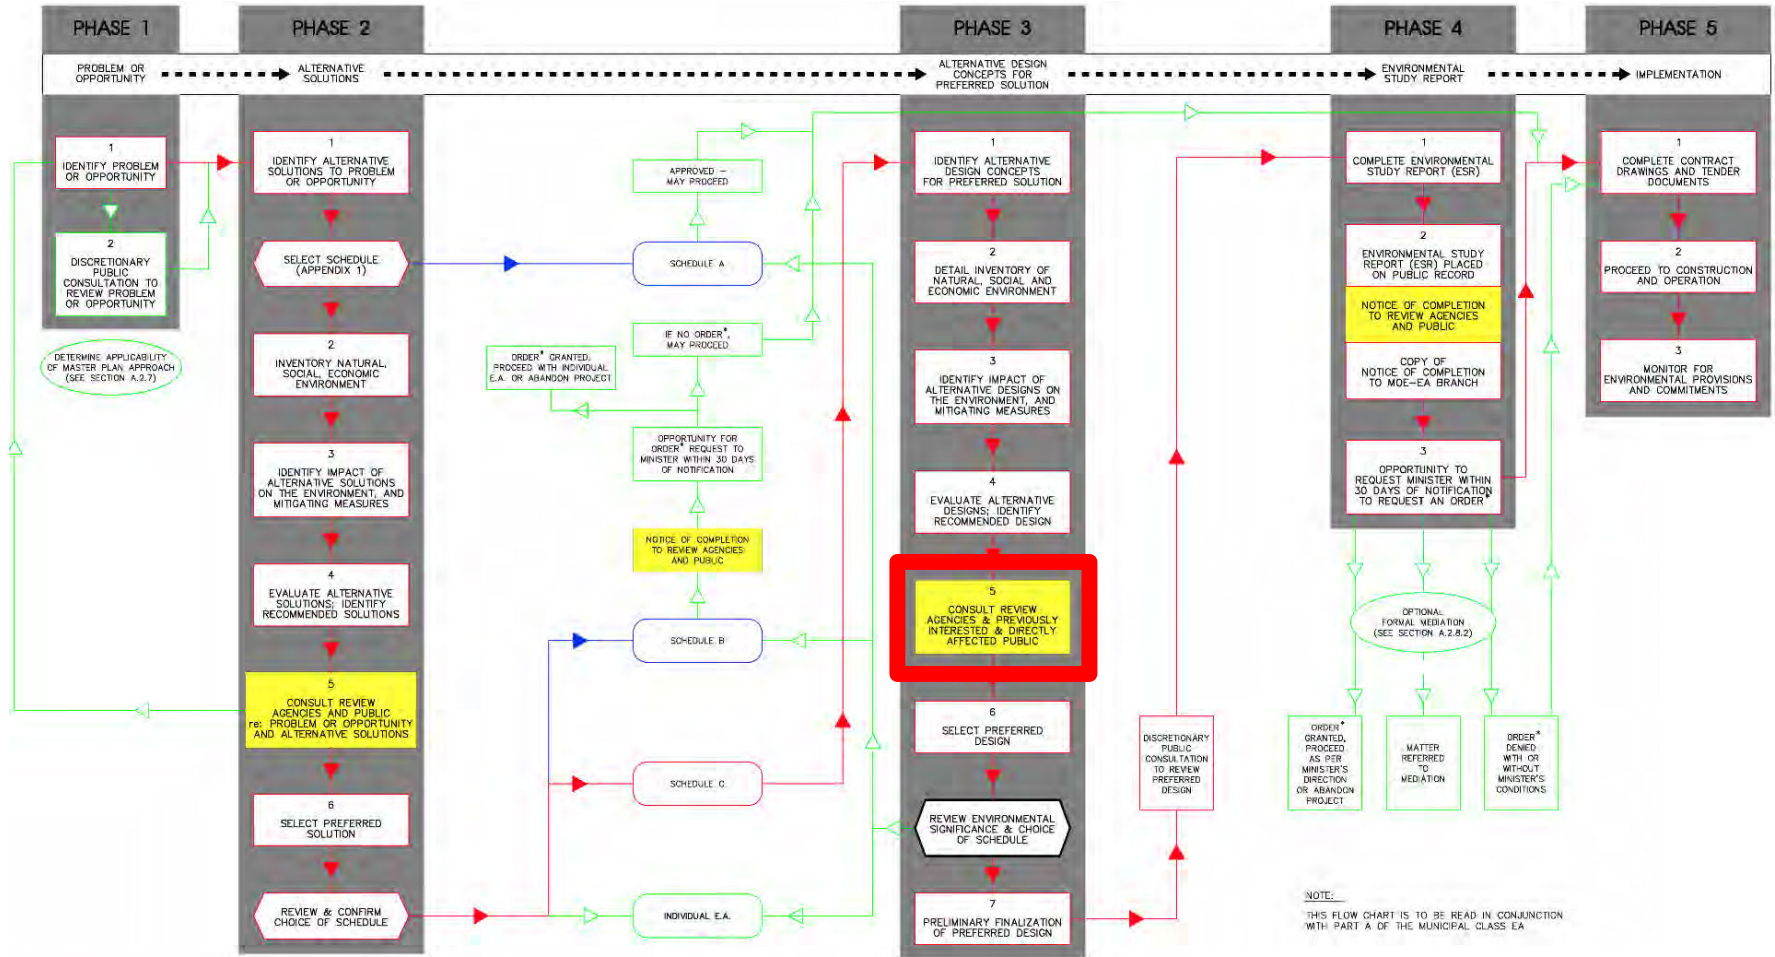 PHASE 1
PHASE 2
PHASE 3
PHASE 4
PHASE 5
PROBLEM OR
OPPORTUNITY
ALTERNATIVE
SOLUTIONS
ALTERNATIVE DESIGN
CONCEPTS FOR
PREFERRED SOLUTION
ENVIRONMENTAL
STUDY REPORT
IMPLEMENTATION
1
IDENTIFY PROBLEM
OR OPPORTUNITY
2
DISCRETIONARY
PUBLIC
CONSULTATION TO
REVIEW PROBLEM
OR OPPORTUNITY
DETERMINE APPLICABILITY
OF MASTER PLAN APPROACH
(SEE SECTION A.2.7)
1
IDENTIFY ALTERNATIVE
SOLUTIONS TO PROBLEM
OR OPPORTUNITY
SELECT SCHEDULE
(APPENDIX 1)
2
INVENTORY NATURAL,
SOCIAL, ECONOMIC
ENVIRONMENT
3
IDENTIFY IMPACT OF
ALTERNATIVE SOLUTIONS
ON THE ENVIRONMENT, AND
MITIGATING MEASURES
4
EVALUATE ALTERNATIVE
SOLUTIONS; IDENTIFY
RECOMMENDED SOLUTIONS
5
CONSULT REVIEW
AGENCIES AND PUBLIC
re: PROBLEM OR OPPORTUNITY
AND ALTERNATIVE SOLUTIONS
6
SELECT PREFERRED
SOLUTION
REVIEW & CONFIRM
CHOICE OF SCHEDULE
APPROVED –
MAY PROCEED
SCHEDULE A
IF NO ORDER*,
MAY PROCEED
ORDER* GRANTED,
PROCEED WITH INDIVIDUAL
E.A. OR ABANDON PROJECT
OPPORTUNITY FOR
ORDER* REQUEST TO
MINISTER WITHIN 30 DAYS
OF NOTIFICATION
NOTICE OF COMPLETION
TO REVIEW AGENCIES
AND PUBLIC
SCHEDULE B
SCHEDULE C
INDIVIDUAL E.A.
1
IDENTIFY ALTERNATIVE
DESIGN CONCEPTS
FOR PREFERRED SOLUTION
2
DETAIL INVENTORY OF
NATURAL, SOCIAL AND
ECONOMIC ENVIRONMENT
3
IDENTIFY IMPACT OF
ALTERNATIVE DESIGNS ON
THE ENVIRONMENT, AND
MITIGATING MEASURES
4
EVALUATE ALTERNATIVE
DESIGNS; IDENTIFY
RECOMMENDED DESIGN
5
CONSULT REVIEW
AGENCIES & PREVIOUSLY
INTERESTED & DIRECTLY
AFFECTED PUBLIC
6
SELECT PREFERRED
DESIGN
REVIEW ENVIRONMENTAL
SIGNIFICANCE & CHOICE
OF SCHEDULE
7
PRELIMINARY FINALIZATION
OF PREFERRED DESIGN
DISCRETIONARY
PUBLIC
CONSULTATION
TO REVIEW
PREFERRED
DESIGN
1
COMPLETE ENVIRONMENTAL
STUDY REPORT (ESR)
2
ENVIRONMENTAL STUDY
REPORT (ESR) PLACED
ON PUBLIC RECORD
NOTICE OF COMPLETION
TO REVIEW AGENCIES
AND PUBLIC
COPY OF
NOTICE OF COMPLETION
TO MOE-EA BRANCH
3
OPPORTUNITY TO
REQUEST MINISTER WITHIN
30 DAYS OF NOTIFICATION
TO REQUEST AN ORDER*
OPTIONAL
FORMAL MEDIATION
(SEE SECTION A.2.8.2)
ORDER*
GRANTED,
PROCEED
AS PER
MINISTER'S
DIRECTION
OR ABANDON
PROJECT
MATTER
REFERRED
TO
MEDIATION
ORDER*
DENIED
WITH OR
WITHOUT
MINISTER'S
CONDITIONS
1
COMPLETE CONTRACT
DRAWINGS AND TENDER
DOCUMENTS
2
PROCEED TO CONSTRUCTION
AND OPERATION
3
MONITOR FOR
ENVIRONMENTAL PROVISIONS
AND COMMITMENTS
NOTE:
THIS FLOW CHART IS TO BE READ IN CONJUNCTION
WITH PART A OF THE MUNICIPAL CLASS EA